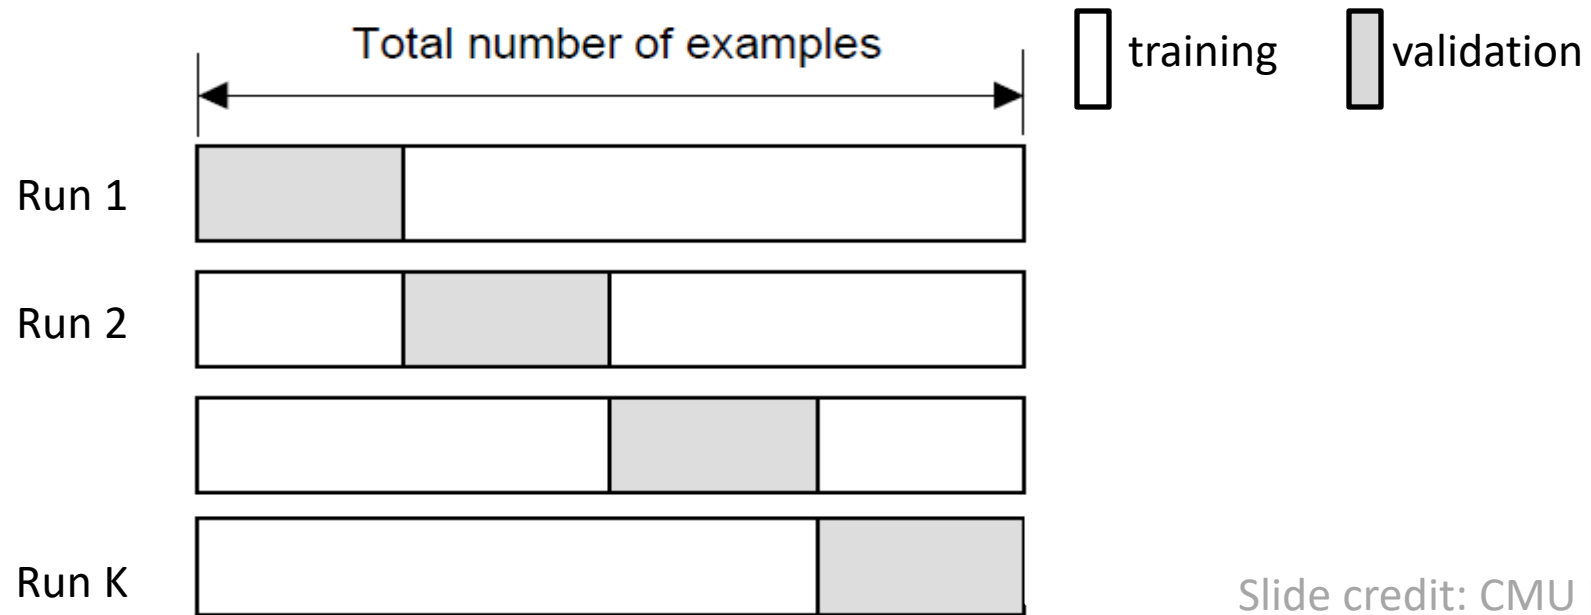 Total number of examples
training
validation
Run 1
Run 2
Run K
Slide credit: CMU